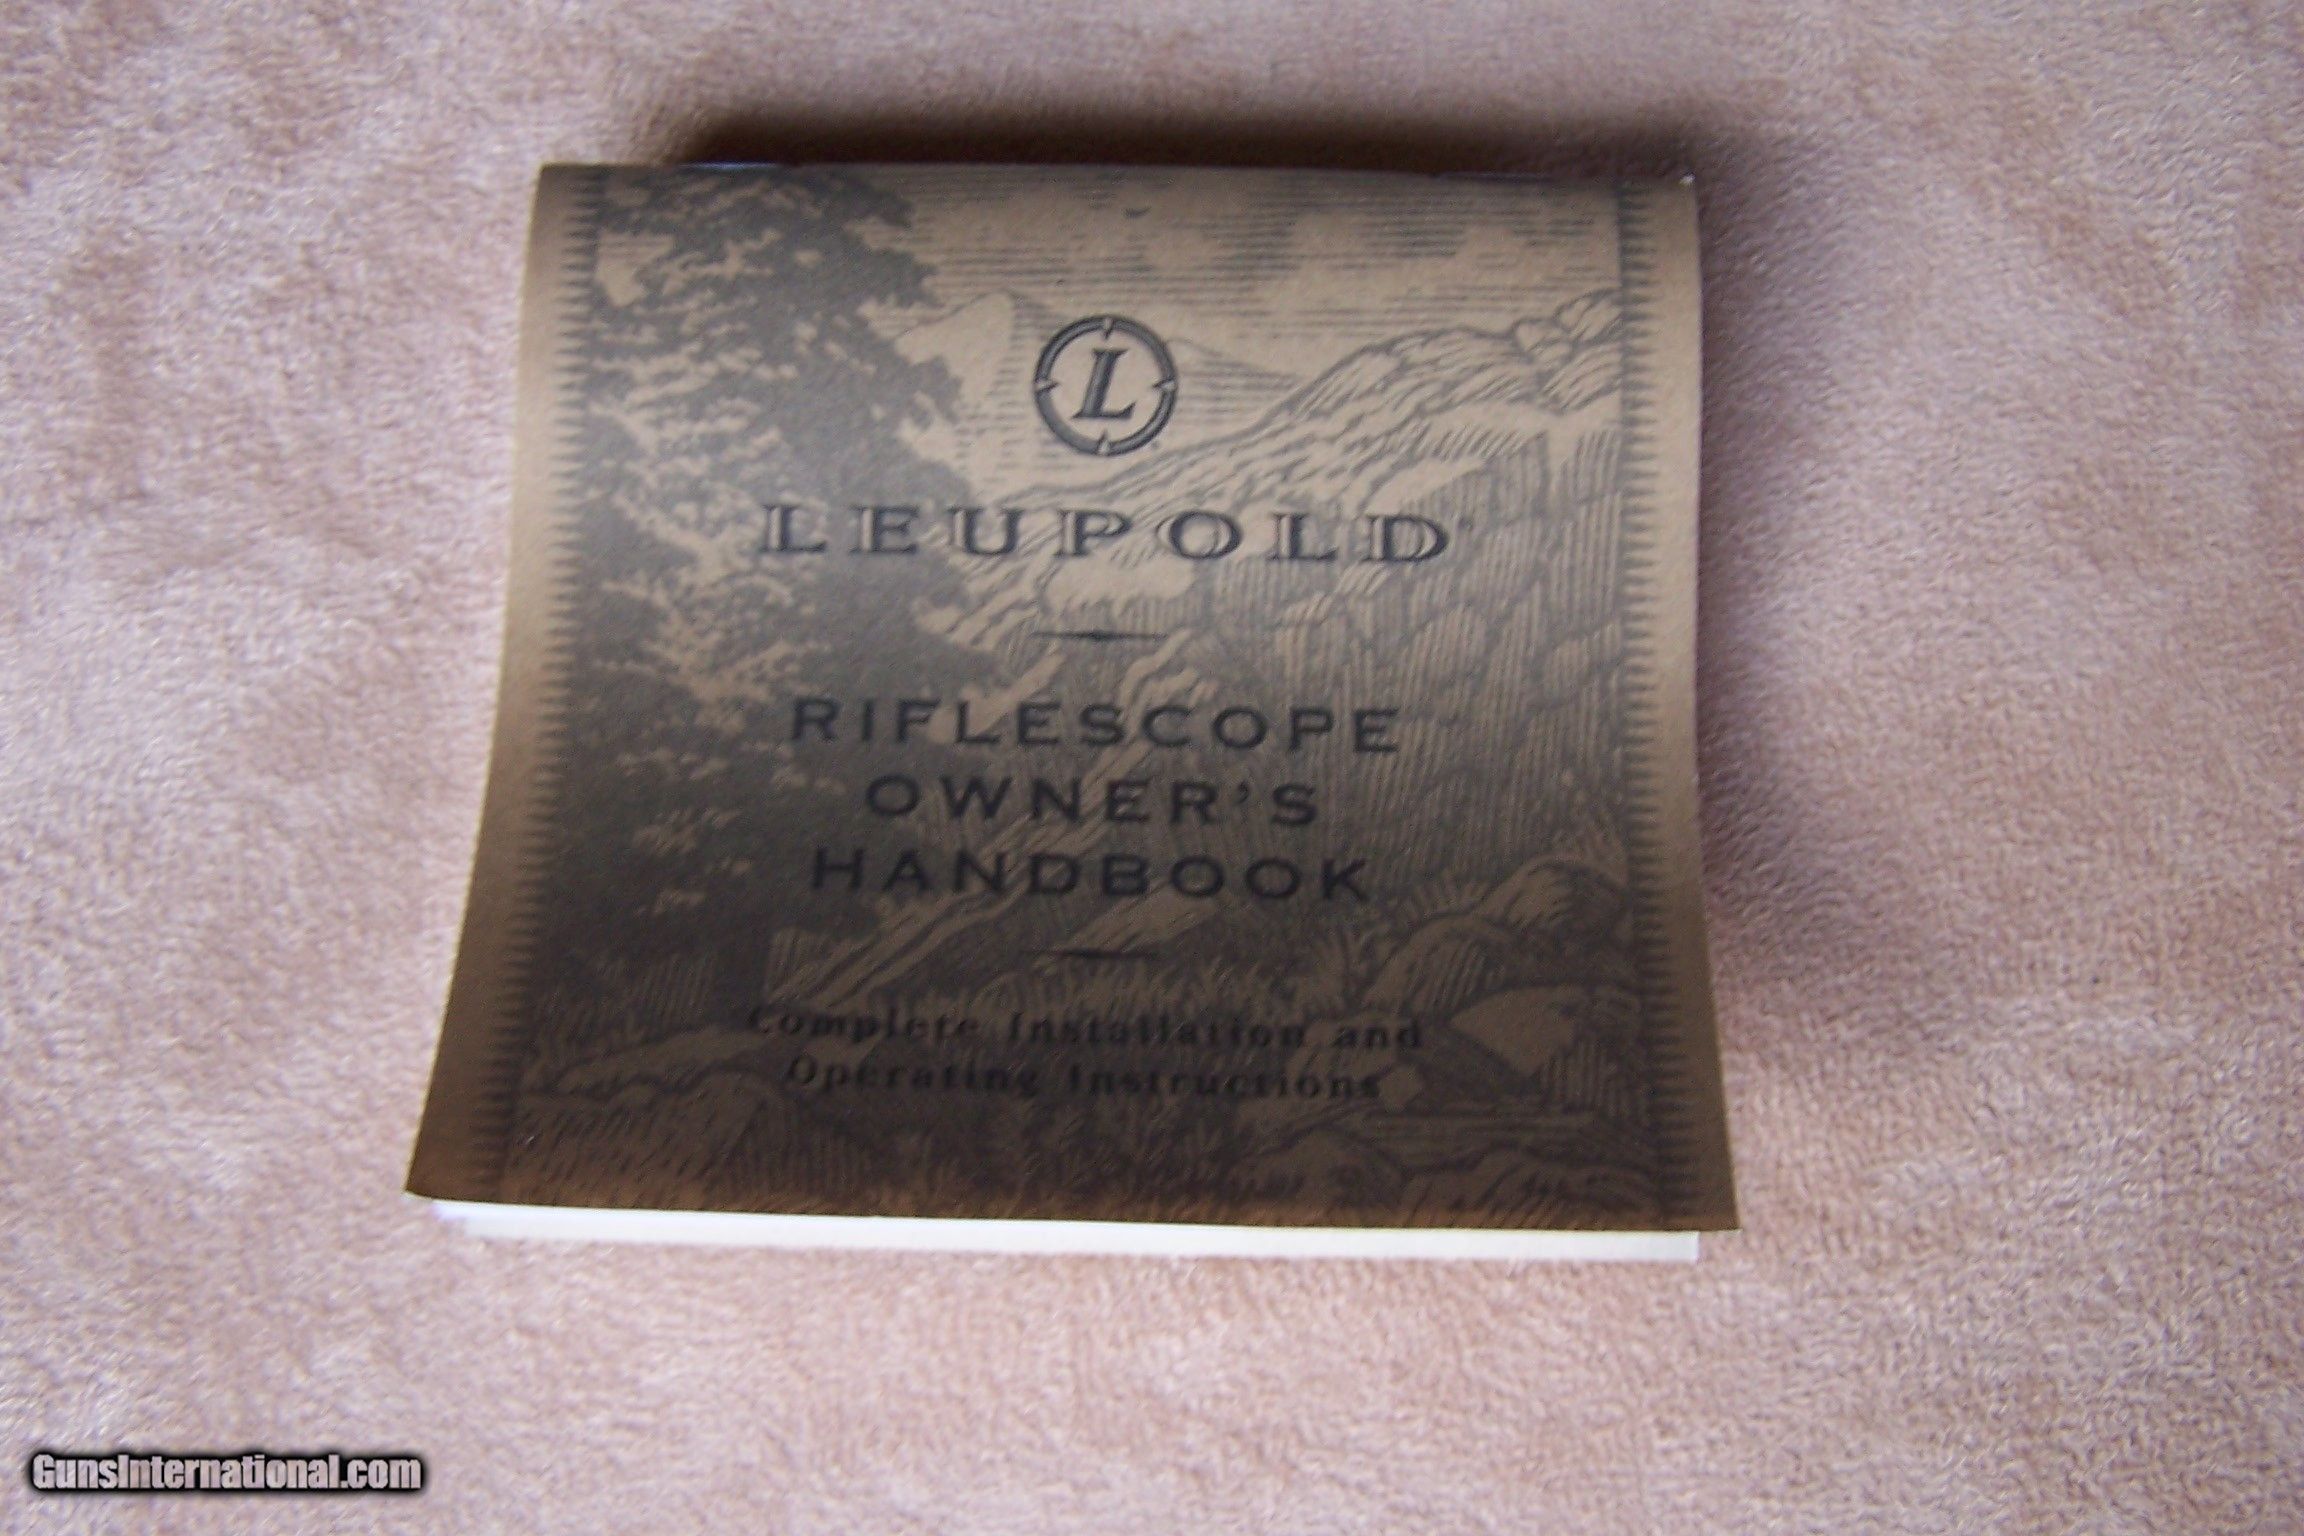 L
LEUPOLD
RIFLESCOPE
OWNER'S
HANDBOOK
Complete Installation and
Operating Instructions
GunsInternational.com